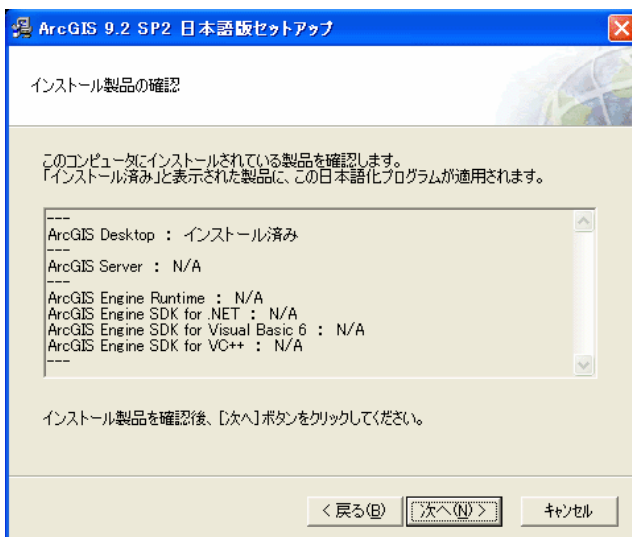 ArcGIS 9.2 SP2 日本語版セットアップ
インストール製品の確認
このコンピュータにインストールされている製品を確認します。
「インストール済み」と表示された製品に、この日本語化プログラムが適用されます。
---
ArcGIS Desktop : インストール済み
---
ArcGIS Server : N/A
---
ArcGIS Engine Runtime : N/A
ArcGIS Engine SDK for .NET : N/A
ArcGIS Engine SDK for Visual Basic 6 : N/A
ArcGIS Engine SDK for VC++ : N/A
---
インストール製品を確認後、[次へ]ボタンをクリックしてください。
< 戻る(B) 次へ(N) > キャンセル